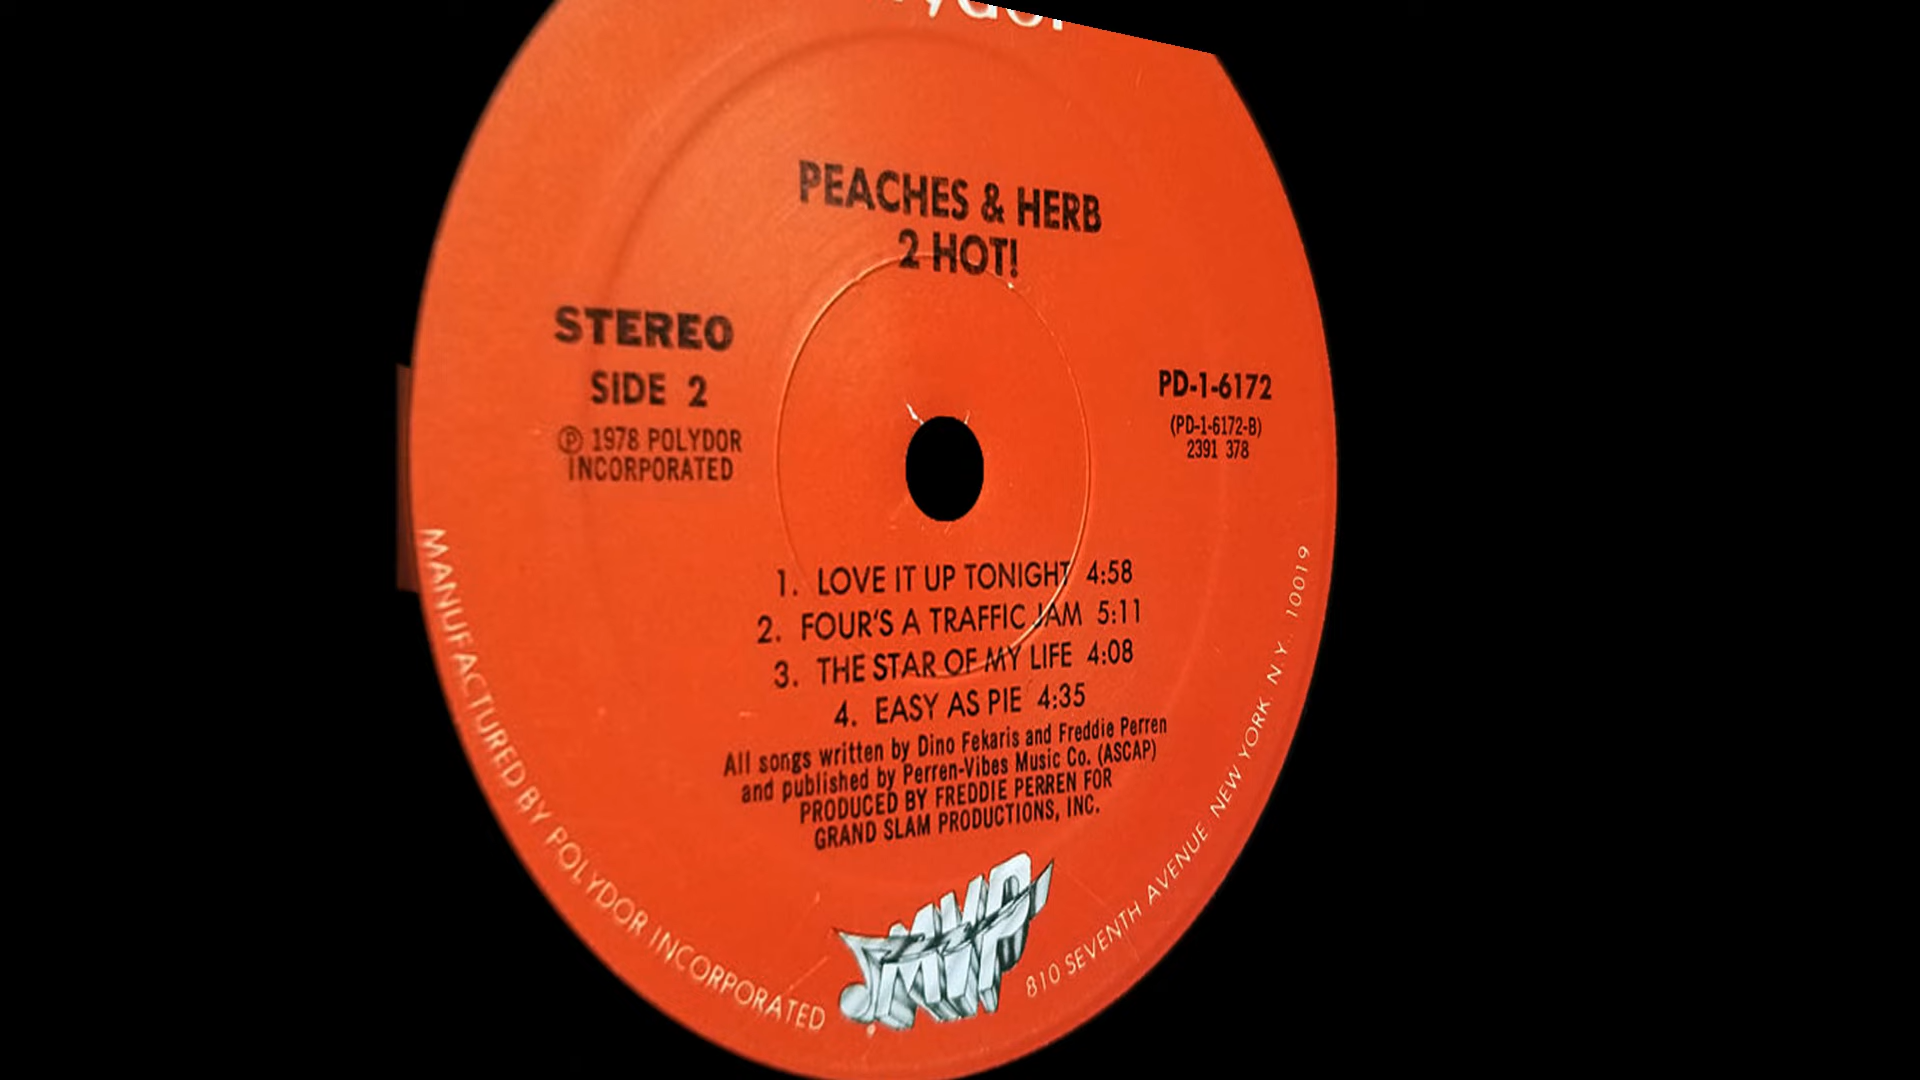 PEACHES & HERB
2 HOT!
STEREO
SIDE 2
℗ 1978 POLYDOR
INCORPORATED
PD-1-6172
(PD-1-6172-B)
2391 378
1. LOVE IT UP TONIGHT 4:58
2. FOUR'S A TRAFFIC JAM 5:11
3. THE STAR OF MY LIFE 4:08
4. EASY AS PIE 4:35
All songs written by Dino Fekaris and Freddie Perren
and published by Perren-Vibes Music Co. (ASCAP)
PRODUCED BY FREDDIE PERREN FOR
GRAND SLAM PRODUCTIONS, INC.
MVP
MANUFACTURED BY POLYDOR INCORPORATED
810 SEVENTH AVENUE NEW YORK. N.Y. 10019